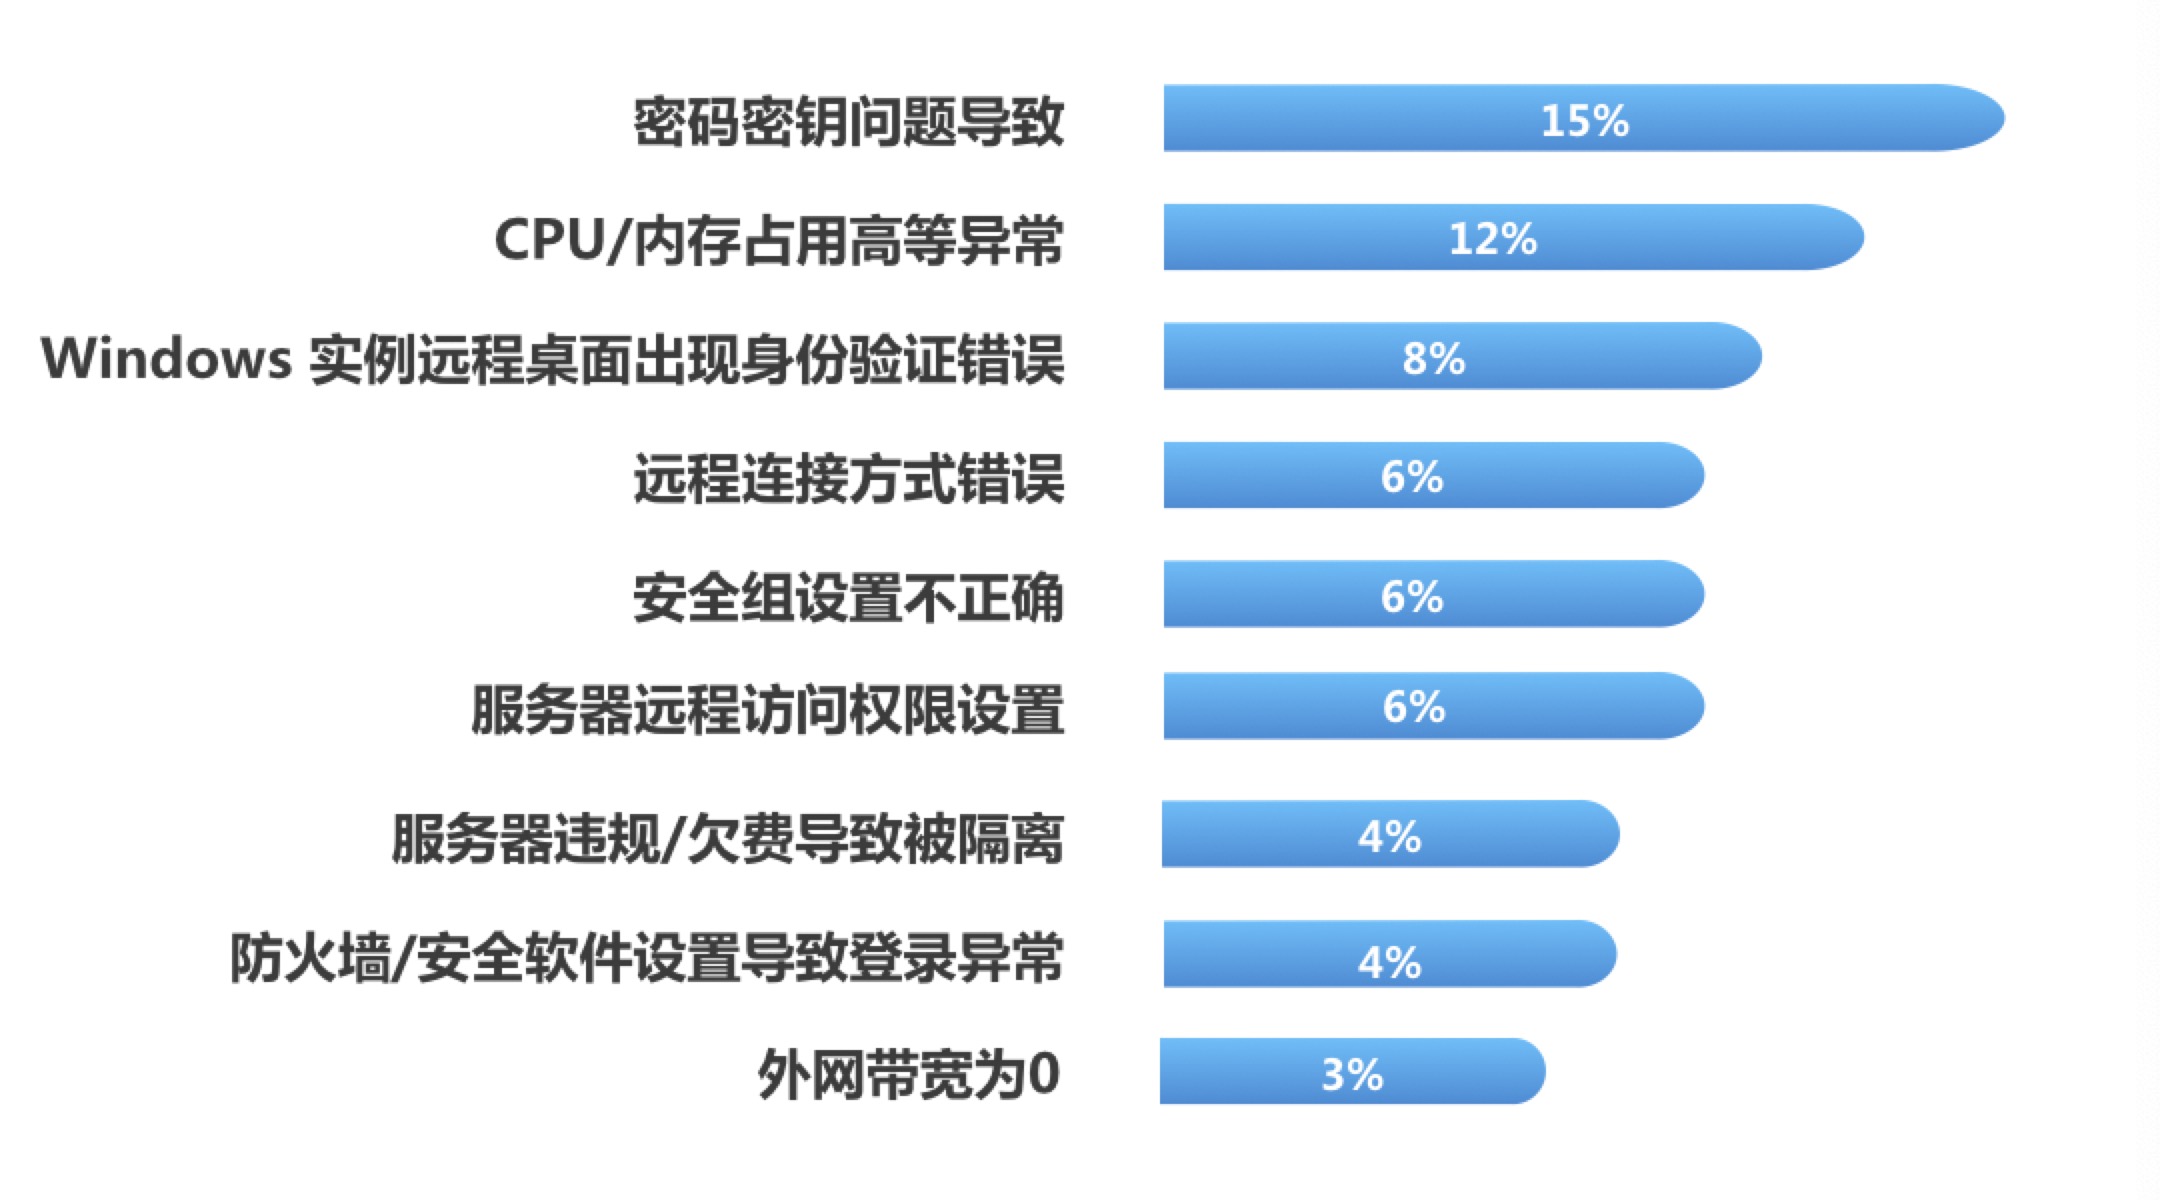 密码密钥问题导致 15%
CPU/内存占用高等异常 12%
Windows 实例远程桌面出现身份验证错误 8%
远程连接方式错误 6%
安全组设置不正确 6%
服务器远程访问权限设置 6%
服务器违规/欠费导致被隔离 4%
防火墙/安全软件设置导致登录异常 4%
外网带宽为0 3%